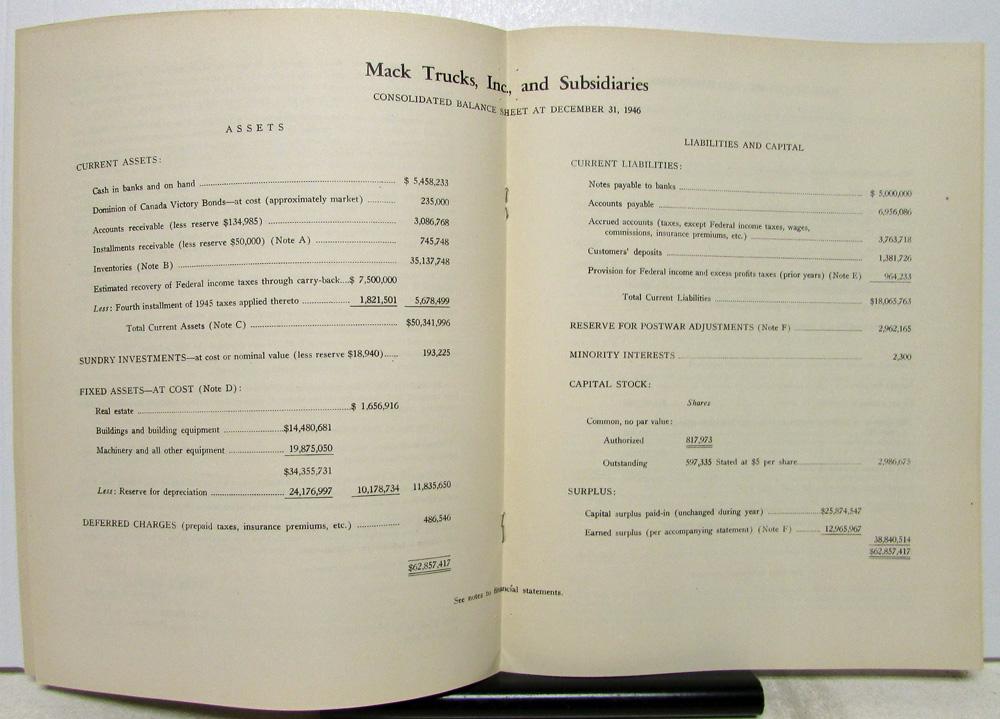 Mack Trucks, Inc., and Subsidiaries
CONSOLIDATED BALANCE SHEET AT DECEMBER 31, 1946
ASSETS
CURRENT ASSETS:
Cash in banks and on hand ........ $ 5,458,233
Dominion of Canada Victory Bonds—at cost (approximately market) ........ 235,000
Accounts receivable (less reserve $134,985) ........ 3,086,768
Installments receivable (less reserve $50,000) (Note A) ........ 745,748
Inventories (Note B) ........ 35,137,748
Estimated recovery of Federal income taxes through carry-back...$ 7,500,000
Less: Fourth installment of 1945 taxes applied thereto ........ 1,821,501 5,678,499
Total Current Assets (Note C) ........ $50,341,996
SUNDRY INVESTMENTS—at cost or nominal value (less reserve $18,940)...... 193,225
FIXED ASSETS—AT COST (Note D):
Real estate ........ $ 1,656,916
Buildings and building equipment ........ $14,480,681
Machinery and all other equipment ........ 19,875,050
$34,355,731
Less: Reserve for depreciation ........ 24,176,997 10,178,734 11,835,650
DEFERRED CHARGES (prepaid taxes, insurance premiums, etc.) ........ 486,546
$62,857,417
LIABILITIES AND CAPITAL
CURRENT LIABILITIES:
Notes payable to banks ........ $ 5,000,000
Accounts payable ........ 6,956,086
Accrued accounts (taxes, except Federal income taxes, wages,
commissions, insurance premiums, etc.) ........ 3,763,718
Customers' deposits ........ 1,381,726
Provision for Federal income and excess profits taxes (prior years) (Note E) 964,233
Total Current Liabilities ........ $18,065,763
RESERVE FOR POSTWAR ADJUSTMENTS (Note F) ........ 2,962,165
MINORITY INTERESTS ........ 2,300
CAPITAL STOCK:
Shares
Common, no par value:
Authorized 817,973
Outstanding 597,335 Stated at $5 per share ........ 2,986,675
SURPLUS:
Capital surplus paid-in (unchanged during year) ........ $25,874,547
Earned surplus (per accompanying statement) (Note F) ........ 12,965,967
38,840,514
$62,857,417
See notes to financial statements.